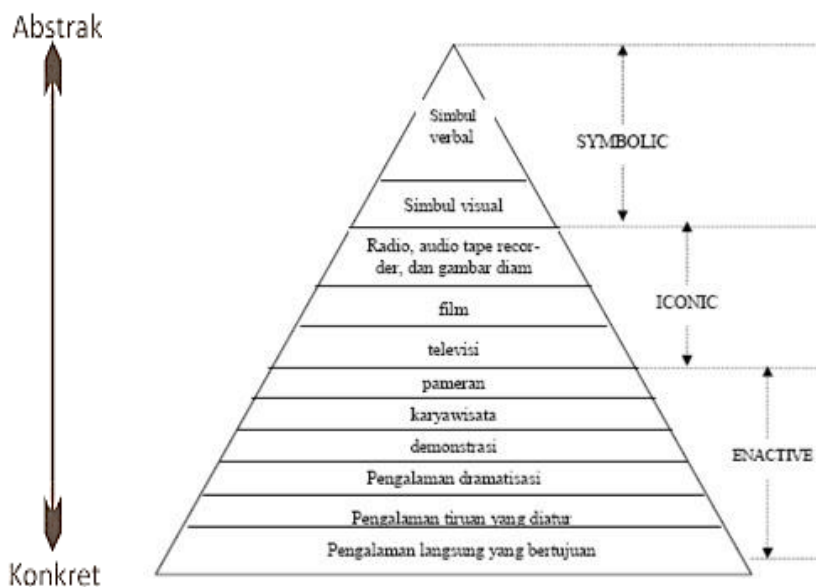 Abstrak
Simbul
verbal
SYMBOLIC
Simbul visual
Radio, audio tape recor-
der, dan gambar diam
ICONIC
film
televisi
pameran
karyawisata
demonstrasi
ENACTIVE
Pengalaman dramatisasi
Pengalaman tiruan yang diatur
Pengalaman langsung yang bertujuan
Konkret